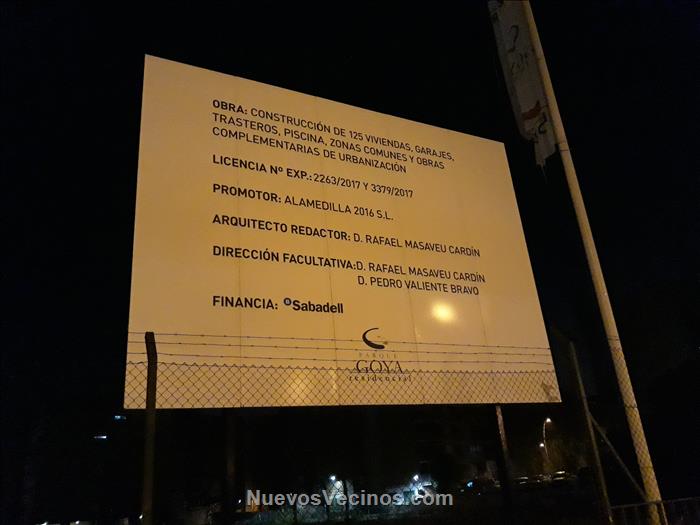 OBRA: CONSTRUCCIÓN DE 125 VIVIENDAS, GARAJES,
TRASTEROS, PISCINA, ZONAS COMUNES Y OBRAS
COMPLEMENTARIAS DE URBANIZACIÓN
LICENCIA Nº EXP.: 2263/2017 Y 3379/2017
PROMOTOR: ALAMEDILLA 2016 S.L.
ARQUITECTO REDACTOR: D. RAFAEL MASAVEU CARDÍN
DIRECCIÓN FACULTATIVA:D. RAFAEL MASAVEU CARDÍN
D. PEDRO VALIENTE BRAVO
FINANCIA: Sabadell
PARQUE
GOYA
residencial
NuevosVecinos.com